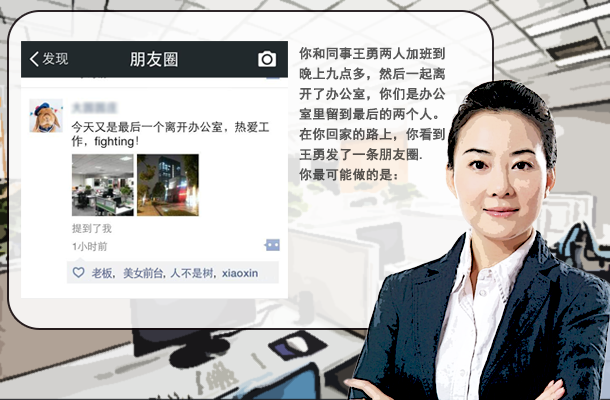 发现
朋友圈
今天又是最后一个离开办公室，热爱工
作，fighting！
提到了我
1小时前
老板，美女前台, 人不是树, xiaoxin
你和同事王勇两人加班到
晚上九点多，然后一起离
开了办公室，你们是办公
室里留到最后的两个人。
在你回家的路上，你看到
王勇发了一条朋友圈.
你最可能做的是：